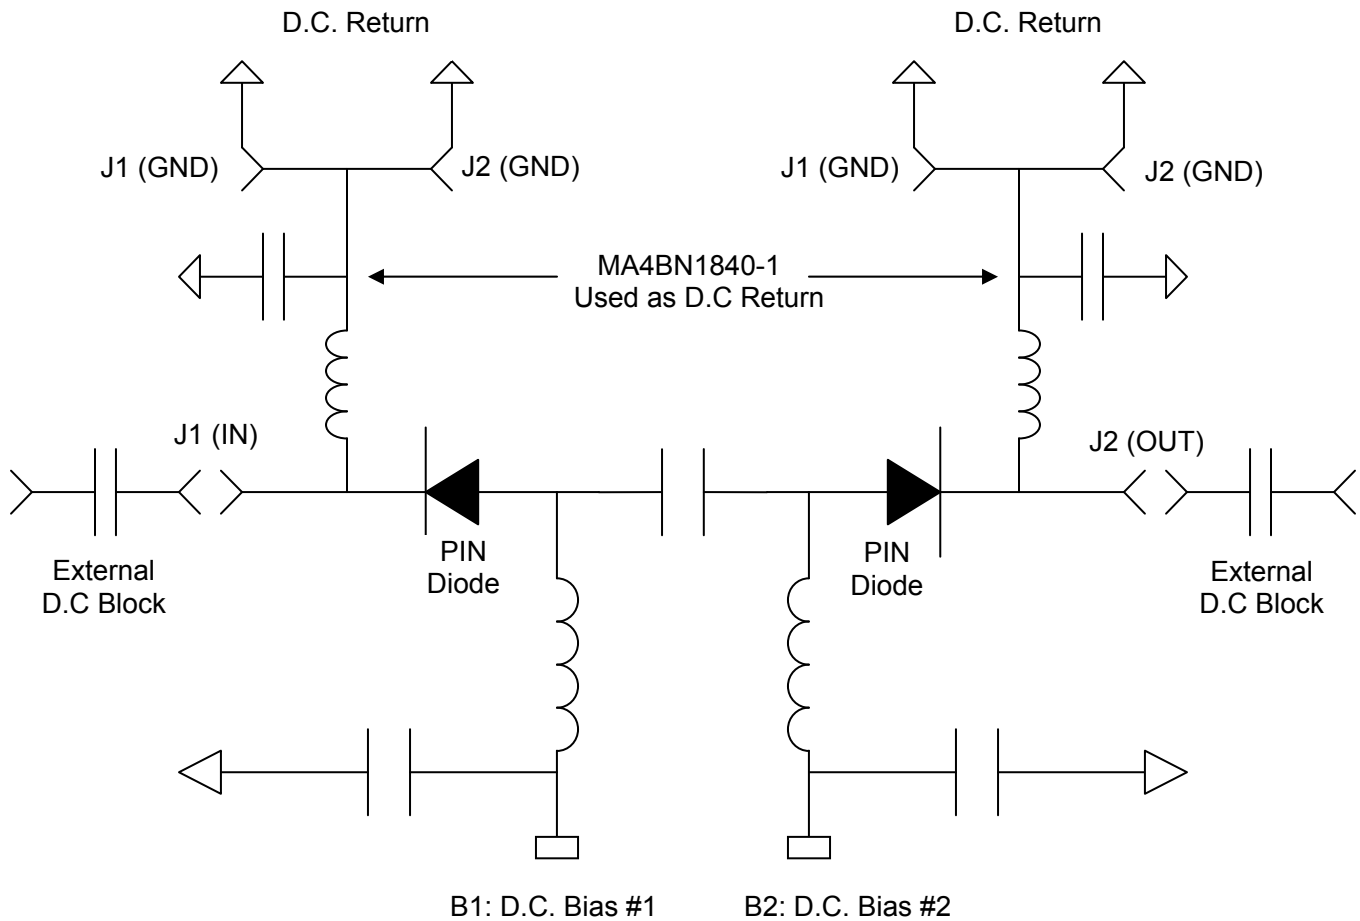 D.C. Return
D.C. Return
J1 (GND)
J2 (GND)
J1 (GND)
J2 (GND)
MA4BN1840-1
Used as D.C Return
J1 (IN)
J2 (OUT)
External
D.C Block
PIN
Diode
PIN
Diode
External
D.C Block
B1: D.C. Bias #1
B2: D.C. Bias #2